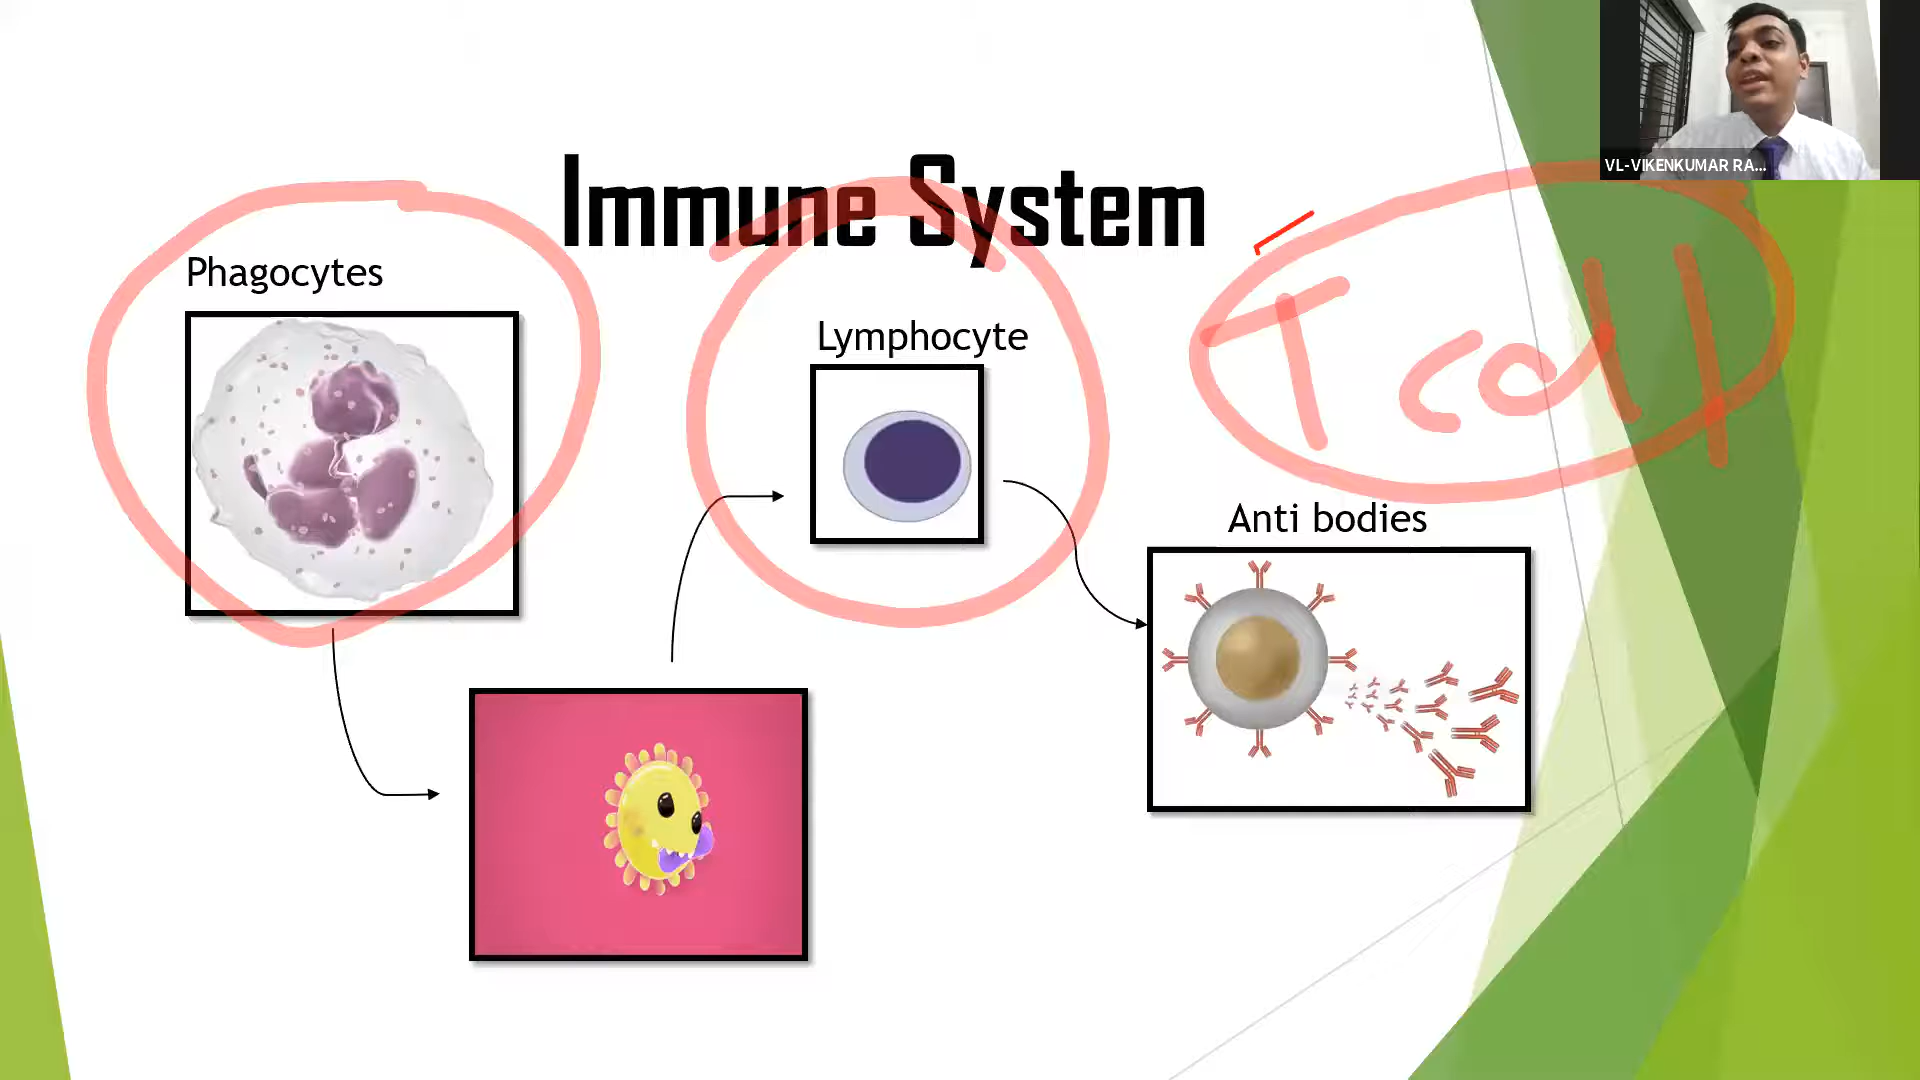 Immune System
VL-VIKENKUMAR RA...
Phagocytes
Lymphocyte
T cell
Anti bodies